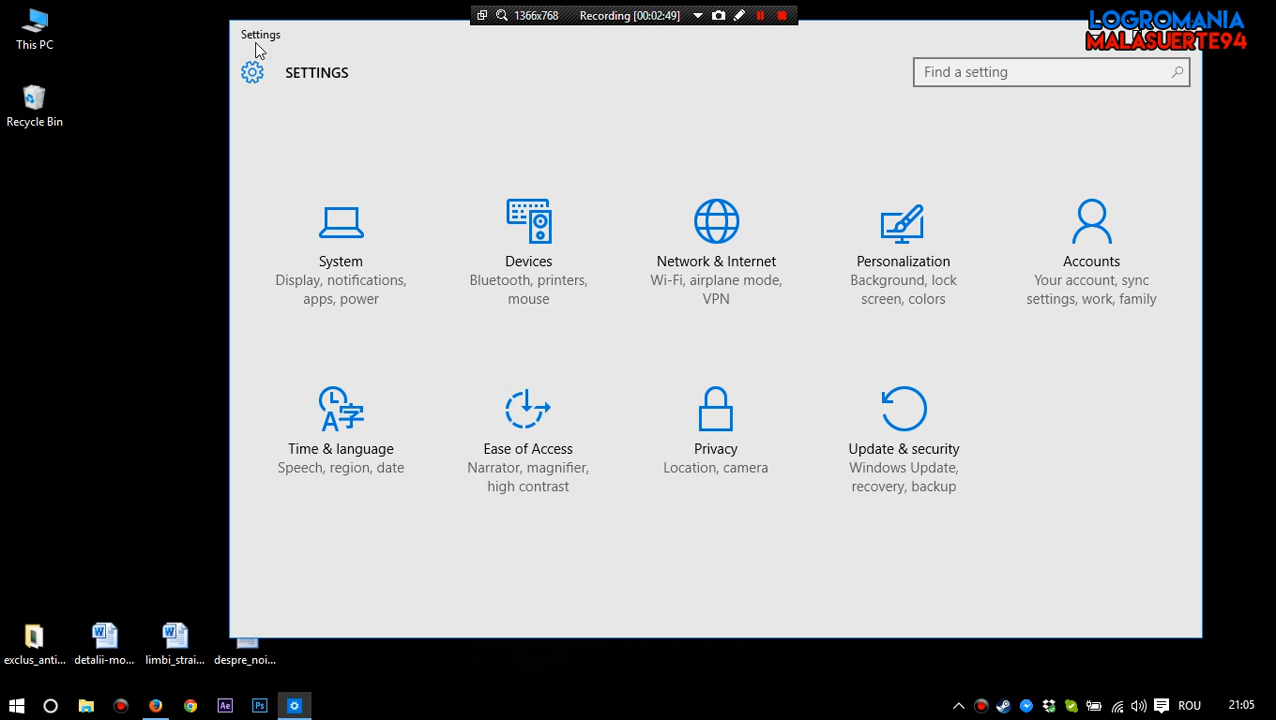 This PC
Recycle Bin
1366x768 Recording [00:02:49]
LOGROMANIA
MALASUERTE94
Settings
SETTINGS
Find a setting
System
Display, notifications,
apps, power
Devices
Bluetooth, printers,
mouse
Network & Internet
Wi-Fi, airplane mode,
VPN
Personalization
Background, lock
screen, colors
Accounts
Your account, sync
settings, work, family
Time & language
Speech, region, date
Ease of Access
Narrator, magnifier,
high contrast
Privacy
Location, camera
Update & security
Windows Update,
recovery, backup
exclus_anti...
detalii-mo...
limbi_strai...
despre_noi...
Ae
Ps
ROU
21:05